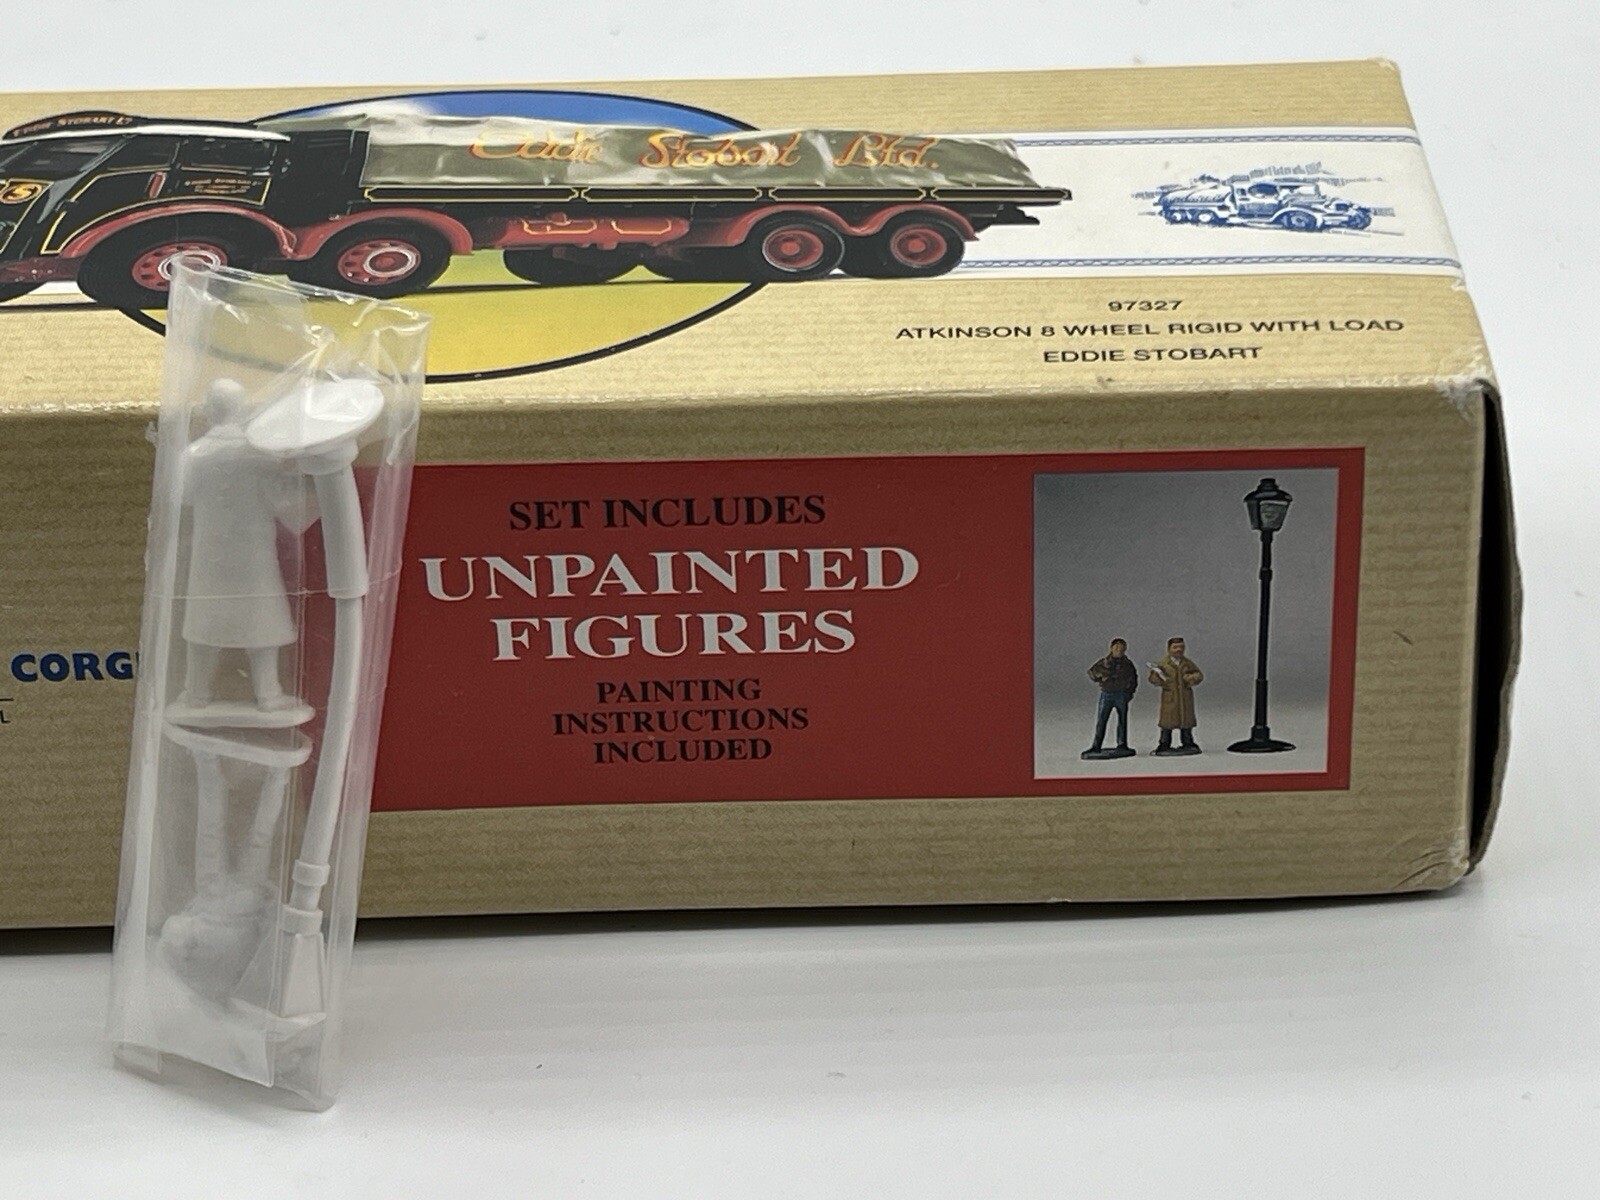 EDDIE STOBART LTD
Eddie Stobart Ltd.
S
97327
ATKINSON 8 WHEEL RIGID WITH LOAD
EDDIE STOBART
SET INCLUDES
UNPAINTED
FIGURES
PAINTING
INSTRUCTIONS
INCLUDED
CORGI
L